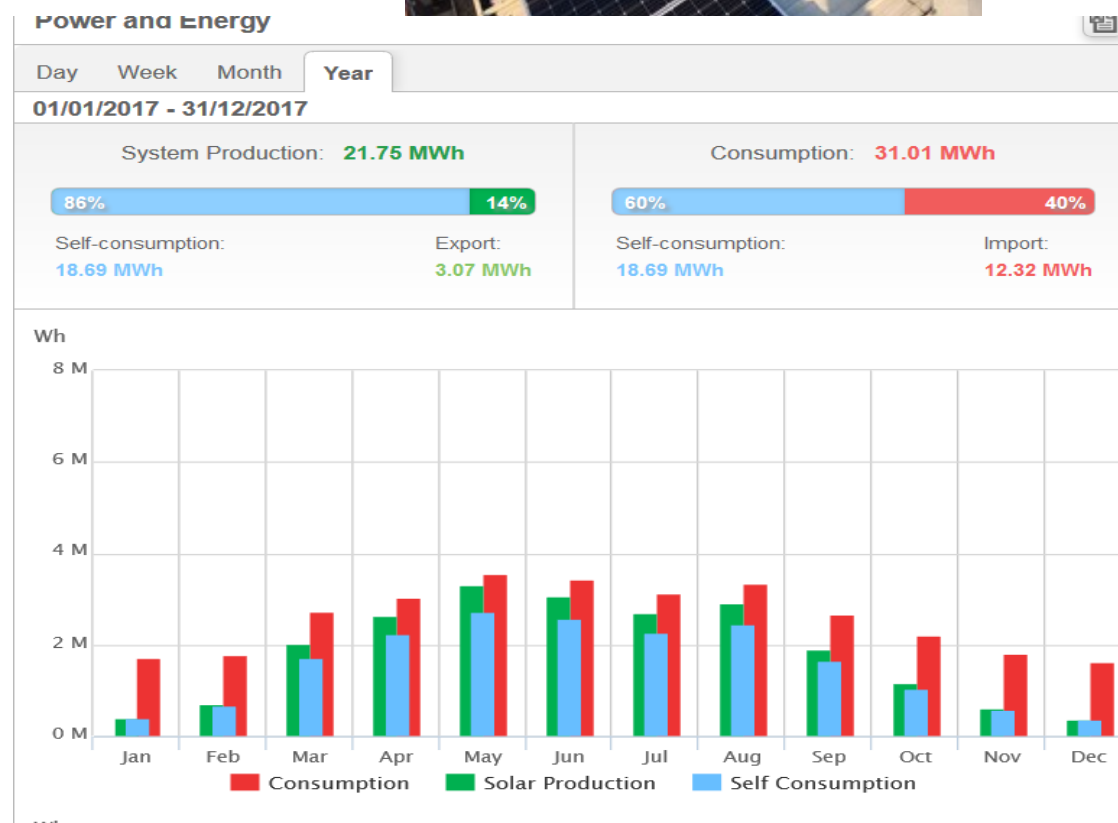 Power and Energy
Day Week Month Year
01/01/2017 - 31/12/2017
System Production: 21.75 MWh
86% 14%
Self-consumption: Export:
18.69 MWh 3.07 MWh
Consumption: 31.01 MWh
60% 40%
Self-consumption: Import:
18.69 MWh 12.32 MWh
Wh
8 M
6 M
4 M
2 M
0 M
Jan Feb Mar Apr May Jun Jul Aug Sep Oct Nov Dec
Consumption Solar Production Self Consumption